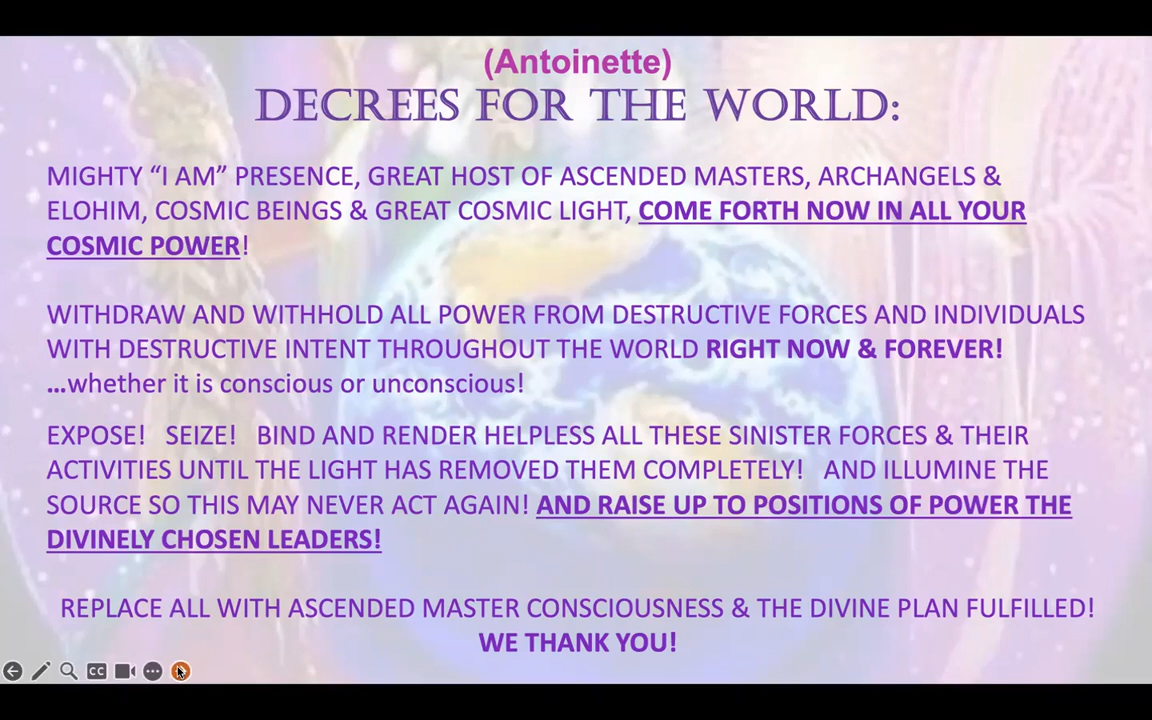 (Antoinette)
DECREES FOR THE WORLD:
MIGHTY “I AM” PRESENCE, GREAT HOST OF ASCENDED MASTERS, ARCHANGELS &
ELOHIM, COSMIC BEINGS & GREAT COSMIC LIGHT, COME FORTH NOW IN ALL YOUR
COSMIC POWER!
WITHDRAW AND WITHHOLD ALL POWER FROM DESTRUCTIVE FORCES AND INDIVIDUALS
WITH DESTRUCTIVE INTENT THROUGHOUT THE WORLD RIGHT NOW & FOREVER!
…whether it is conscious or unconscious!
EXPOSE! SEIZE! BIND AND RENDER HELPLESS ALL THESE SINISTER FORCES & THEIR
ACTIVITIES UNTIL THE LIGHT HAS REMOVED THEM COMPLETELY! AND ILLUMINE THE
SOURCE SO THIS MAY NEVER ACT AGAIN! AND RAISE UP TO POSITIONS OF POWER THE
DIVINELY CHOSEN LEADERS!
REPLACE ALL WITH ASCENDED MASTER CONSCIOUSNESS & THE DIVINE PLAN FULFILLED!
WE THANK YOU!
CC